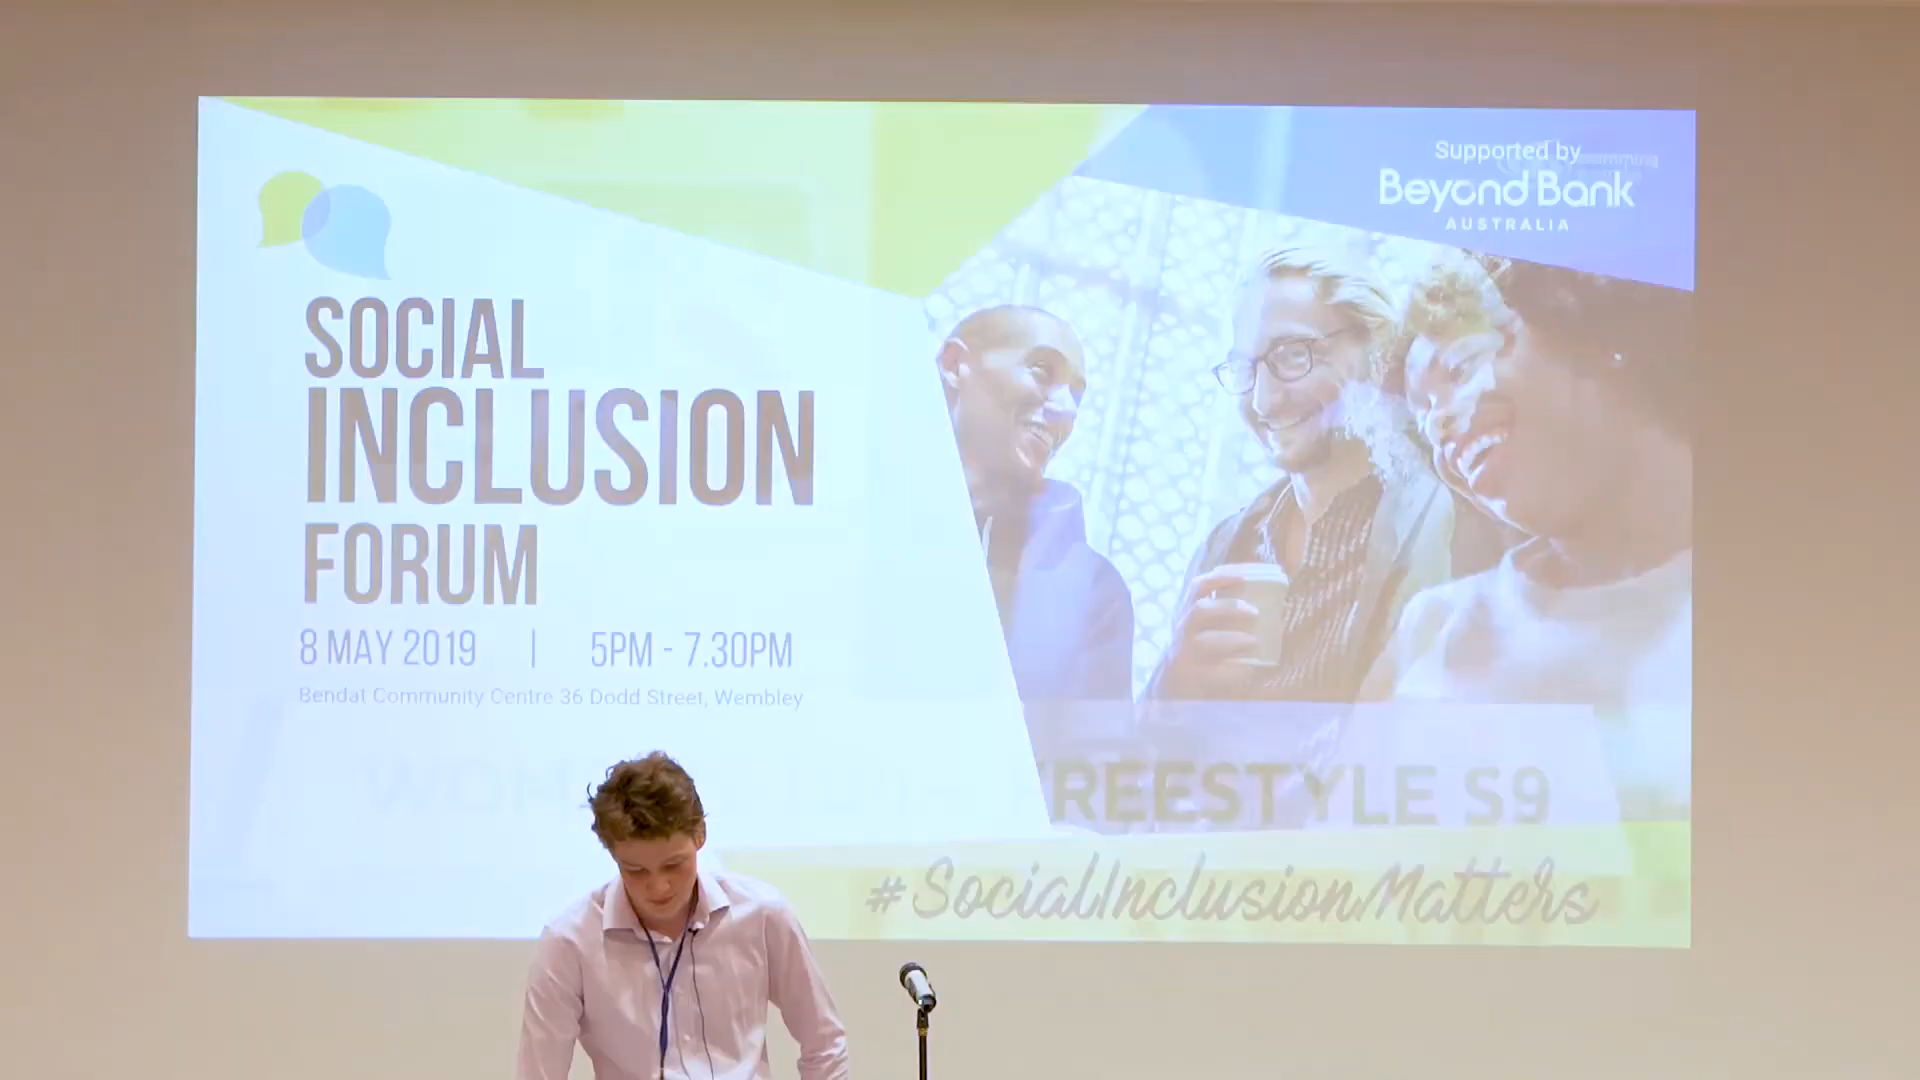 Supported by
Beyond Bank
AUSTRALIA
SOCIAL
INCLUSION
FORUM
8 MAY 2019 | 5PM - 7.30PM
Bendat Community Centre 36 Dodd Street, Wembley
FREESTYLE S9
#SocialInclusionMatters